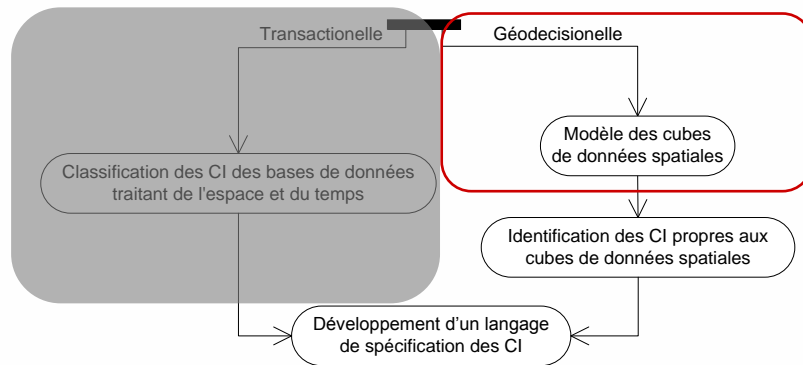 Transactionelle
Géodecisionelle
Modèle des cubes
de données spatiales
Classification des CI des bases de données
traitant de l'espace et du temps
Identification des CI propres aux
cubes de données spatiales
Développement d'un langage
de spécification des CI